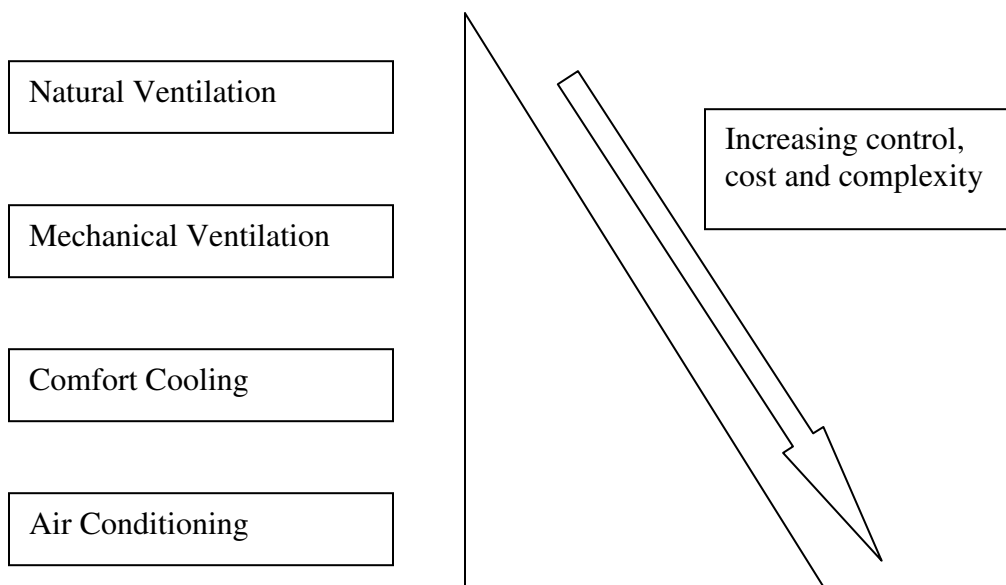 Natural Ventilation
Increasing control,
cost and complexity
Mechanical Ventilation
Comfort Cooling
Air Conditioning